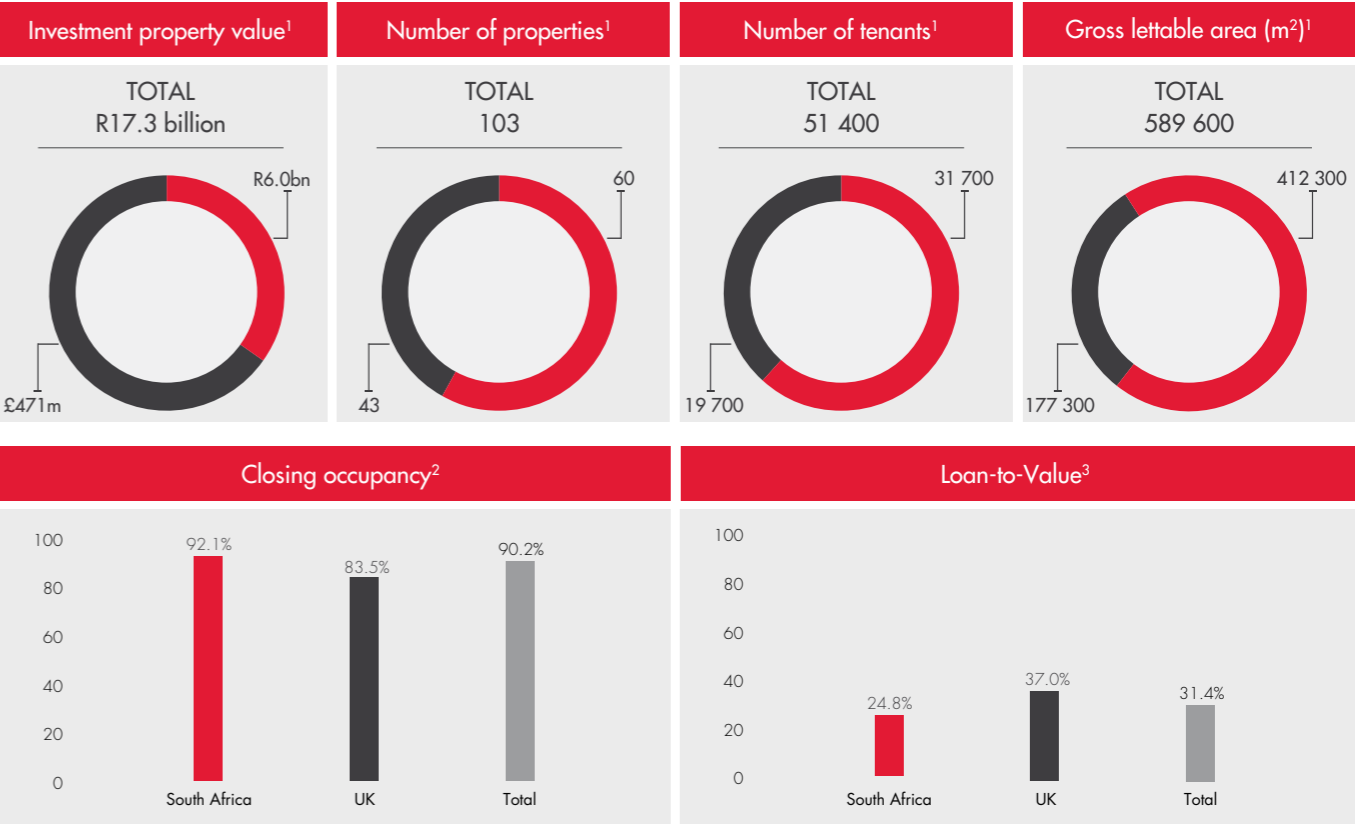 Investment property value¹
Number of properties¹
Number of tenants¹
Gross lettable area (m²)¹
TOTAL
R17.3 billion
R6.0bn
£471m
TOTAL
103
60
43
TOTAL
51 400
31 700
19 700
TOTAL
589 600
412 300
177 300
Closing occupancy²
100
80
60
40
20
0
92.1%
83.5%
90.2%
South Africa
UK
Total
Loan-to-Value³
100
80
60
40
20
0
24.8%
37.0%
31.4%
South Africa
UK
Total